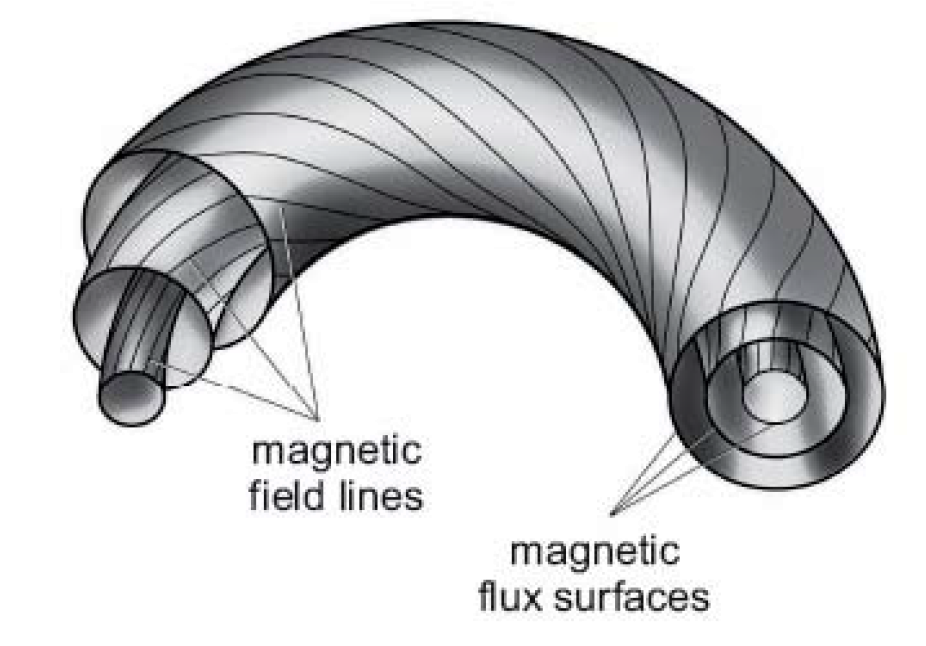 magnetic
field lines
magnetic
flux surfaces